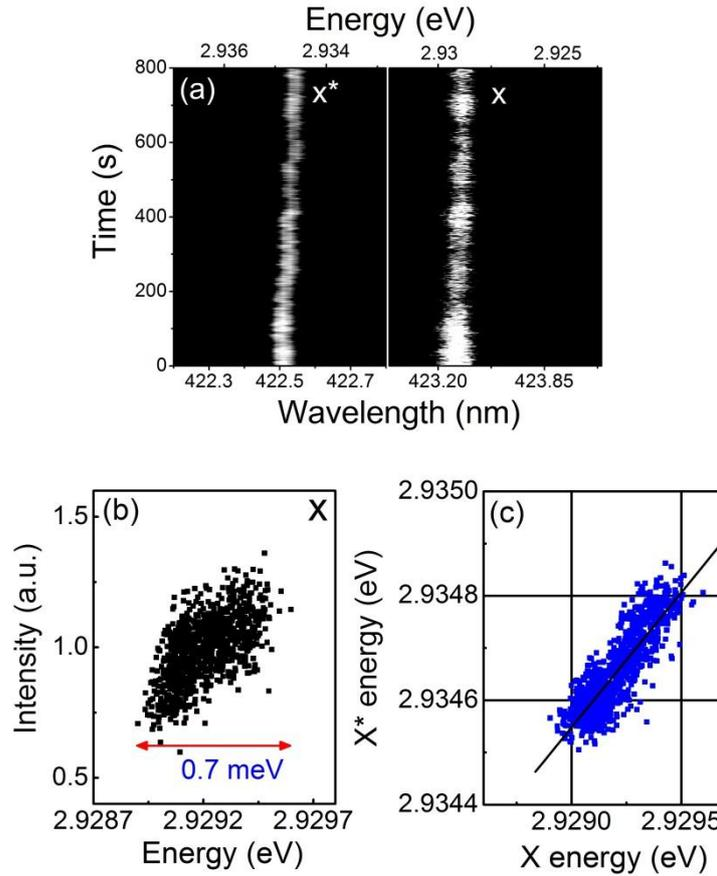 Energy (eV)
2.936 2.934 2.93 2.925
800
(a) X* X
600
400
200
0
Time (s)
422.3 422.5 422.7 423.20 423.85
Wavelength (nm)
1.5
(b) X
1.0
0.5
Intensity (a.u.)
0.7 meV
2.9287 2.9292 2.9297
Energy (eV)
2.9350
(c)
2.9348
2.9346
2.9344
X* energy (eV)
2.9290 2.9295
X energy (eV)